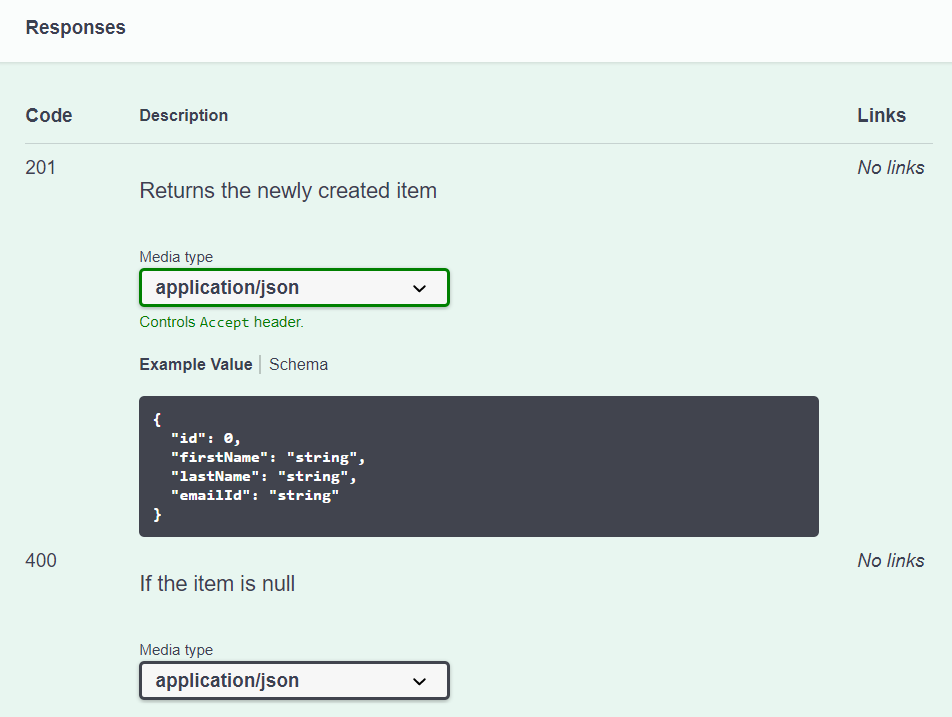 Responses
Code Description Links
201 No links
Returns the newly created item
Media type
application/json
Controls Accept header.
Example Value Schema
{
  "id": 0,
  "firstName": "string",
  "lastName": "string",
  "emailId": "string"
}
400 No links
If the item is null
Media type
application/json